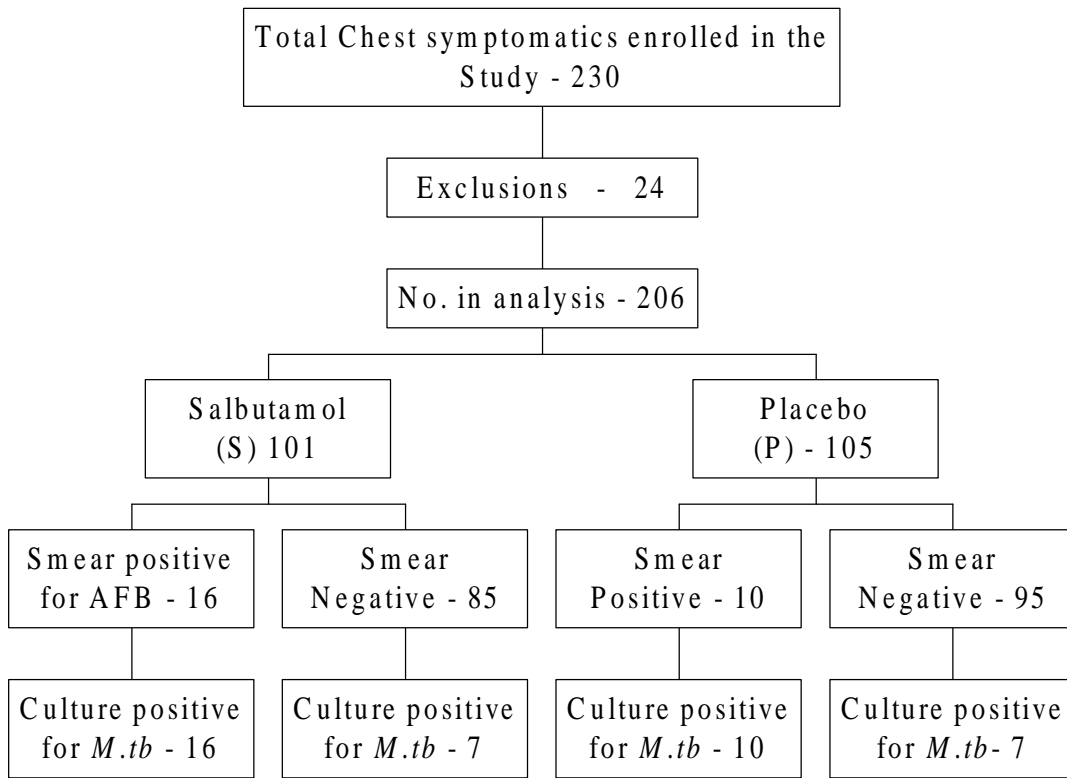 Total Chest symptomatics enrolled in the
Study - 230
Exclusions - 24
No. in analysis - 206
Salbutamol
(S) 101
Placebo
(P) - 105
Smear positive
for AFB - 16
Smear
Negative - 85
Smear
Positive - 10
Smear
Negative - 95
Culture positive
for M.tb - 16
Culture positive
for M.tb - 7
Culture positive
for M.tb - 10
Culture positive
for M.tb- 7